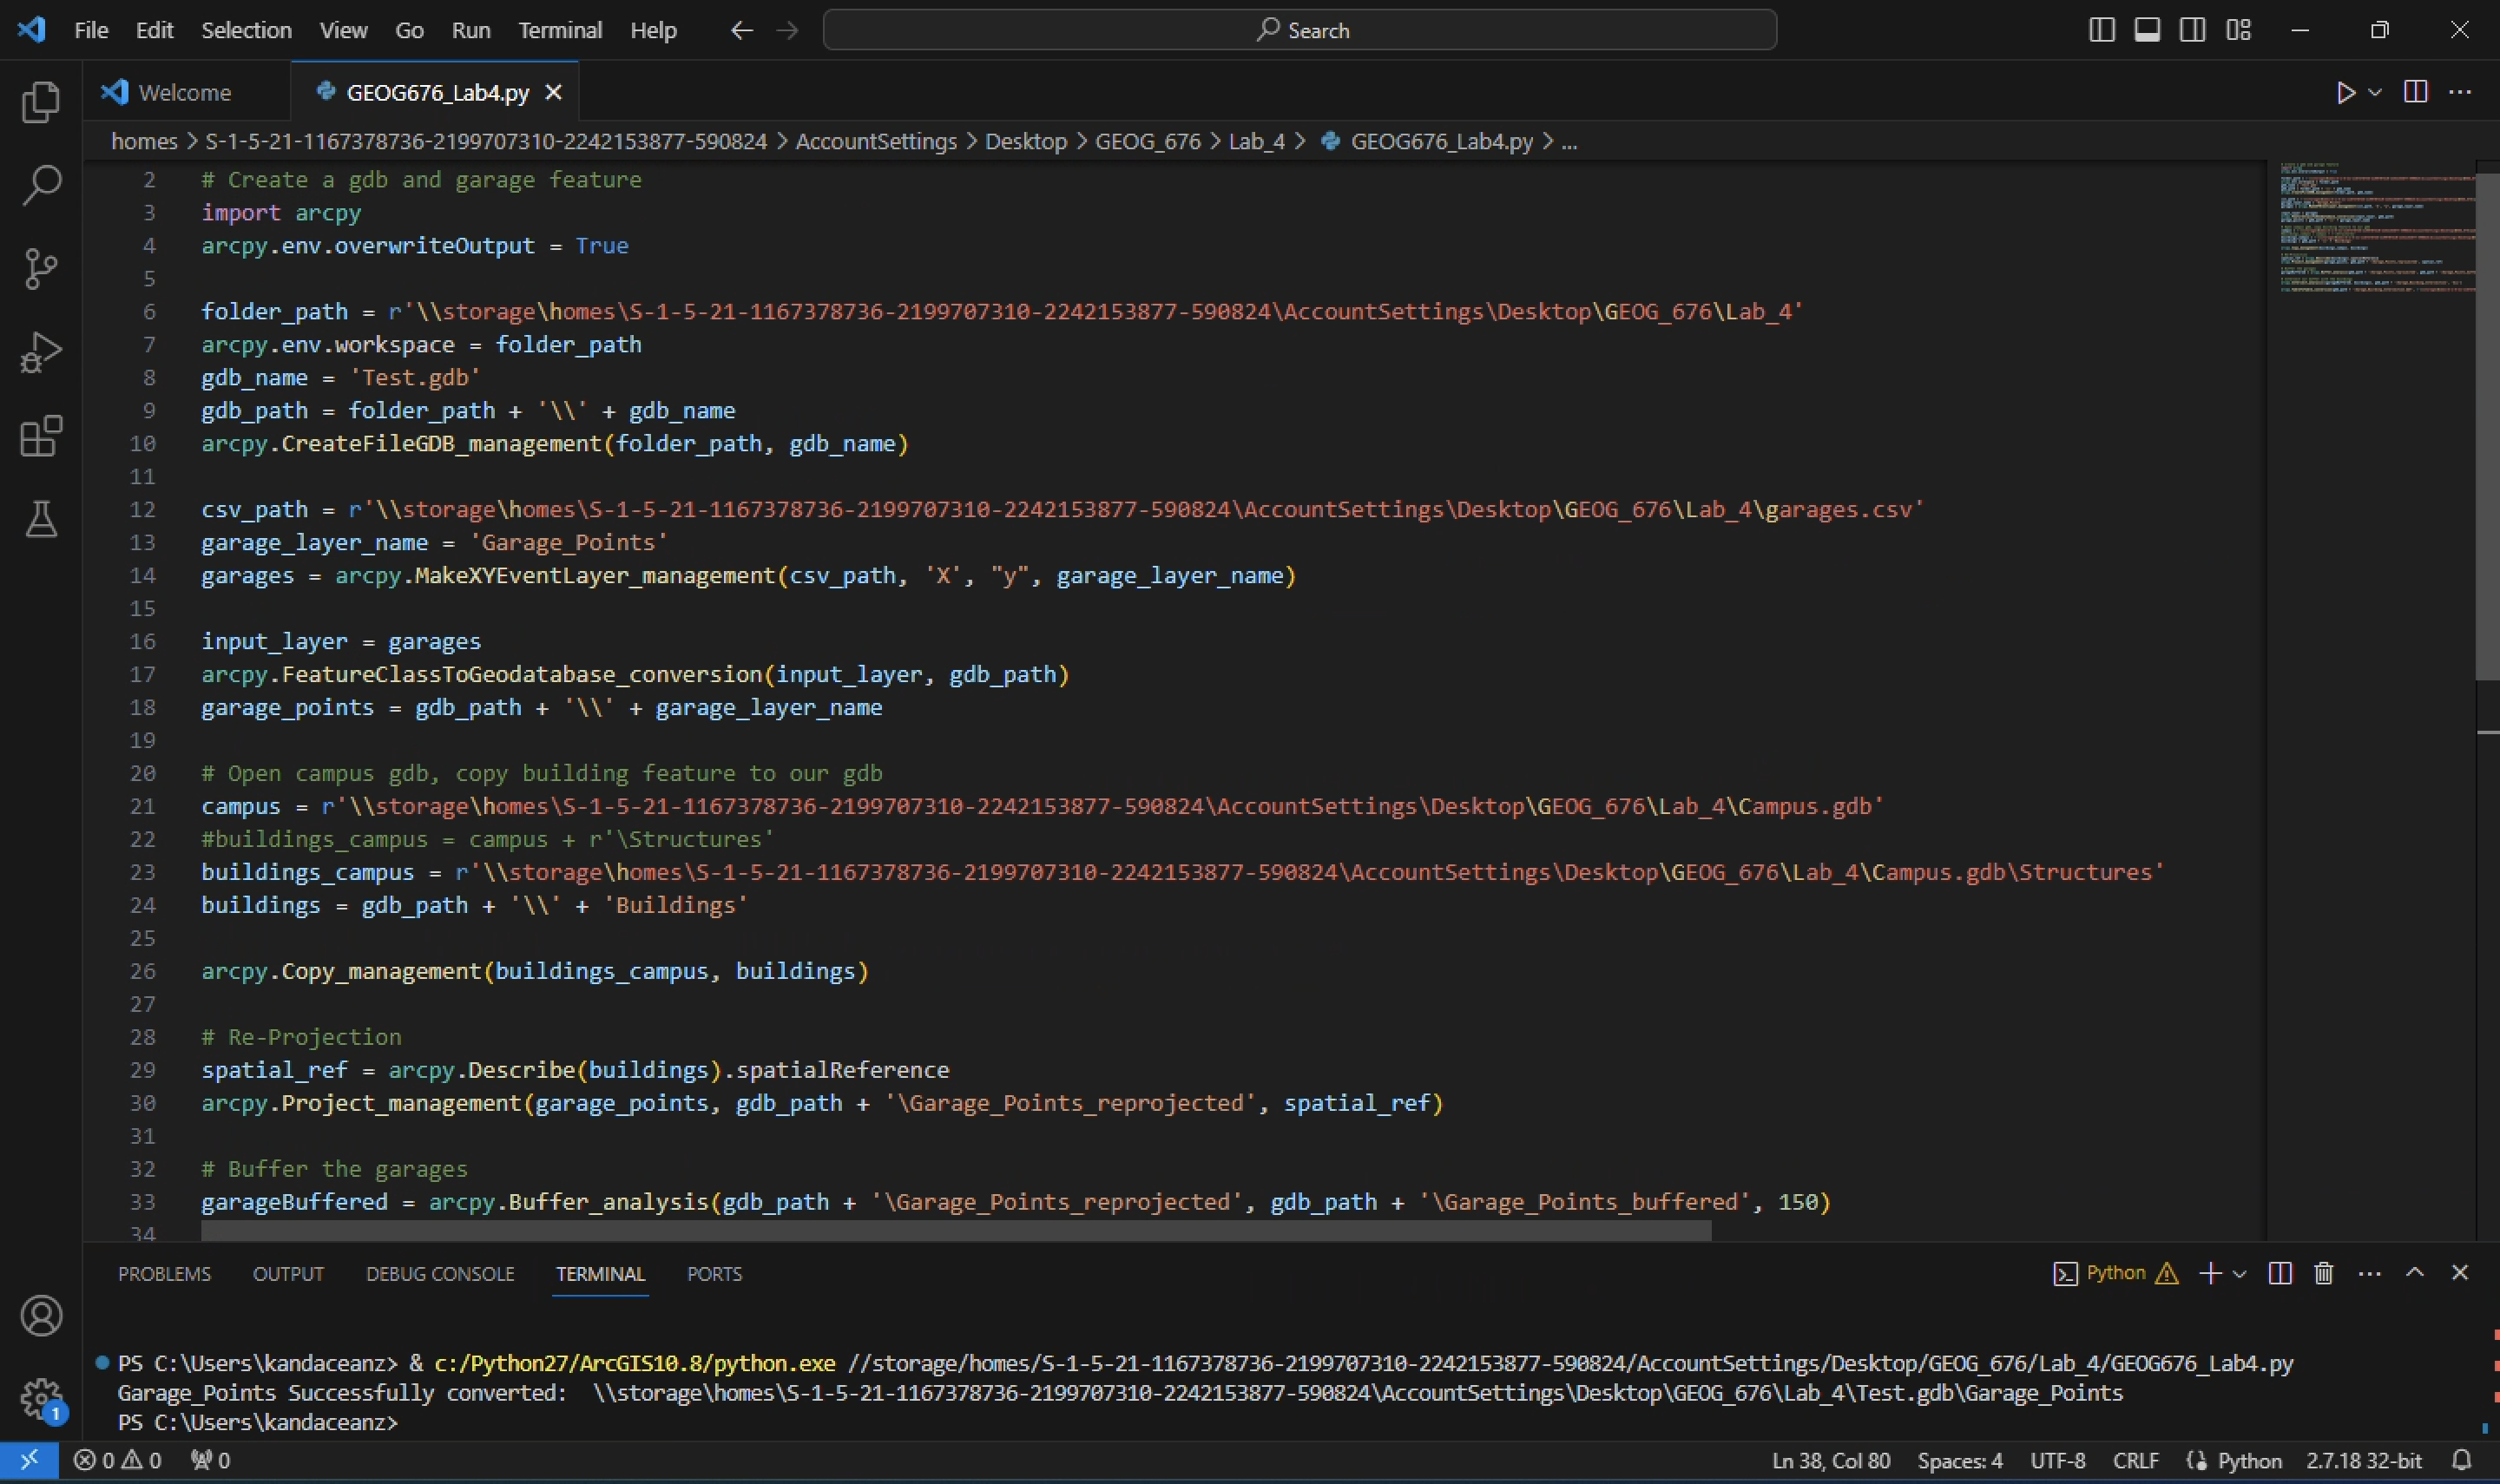 File Edit Selection View Go Run Terminal Help Search
Welcome GEOG676_Lab4.py
homes > S-1-5-21-1167378736-2199707310-2242153877-590824 > AccountSettings > Desktop > GEOG_676 > Lab_4 > GEOG676_Lab4.py > ...
2 # Create a gdb and garage feature
3 import arcpy
4 arcpy.env.overwriteOutput = True
5
6 folder_path = r'\\storage\homes\S-1-5-21-1167378736-2199707310-2242153877-590824\AccountSettings\Desktop\GEOG_676\Lab_4'
7 arcpy.env.workspace = folder_path
8 gdb_name = 'Test.gdb'
9 gdb_path = folder_path + '\\' + gdb_name
10 arcpy.CreateFileGDB_management(folder_path, gdb_name)
11
12 csv_path = r'\\storage\homes\S-1-5-21-1167378736-2199707310-2242153877-590824\AccountSettings\Desktop\GEOG_676\Lab_4\garages.csv'
13 garage_layer_name = 'Garage_Points'
14 garages = arcpy.MakeXYEventLayer_management(csv_path, 'X', "y", garage_layer_name)
15
16 input_layer = garages
17 arcpy.FeatureClassToGeodatabase_conversion(input_layer, gdb_path)
18 garage_points = gdb_path + '\\' + garage_layer_name
19
20 # Open campus gdb, copy building feature to our gdb
21 campus = r'\\storage\homes\S-1-5-21-1167378736-2199707310-2242153877-590824\AccountSettings\Desktop\GEOG_676\Lab_4\Campus.gdb'
22 #buildings_campus = campus + r'\Structures'
23 buildings_campus = r'\\storage\homes\S-1-5-21-1167378736-2199707310-2242153877-590824\AccountSettings\Desktop\GEOG_676\Lab_4\Campus.gdb\Structures'
24 buildings = gdb_path + '\\' + 'Buildings'
25
26 arcpy.Copy_management(buildings_campus, buildings)
27
28 # Re-Projection
29 spatial_ref = arcpy.Describe(buildings).spatialReference
30 arcpy.Project_management(garage_points, gdb_path + '\Garage_Points_reprojected', spatial_ref)
31
32 # Buffer the garages
33 garageBuffered = arcpy.Buffer_analysis(gdb_path + '\Garage_Points_reprojected', gdb_path + '\Garage_Points_buffered', 150)
34
PROBLEMS OUTPUT DEBUG CONSOLE TERMINAL PORTS Python
PS C:\Users\kandaceanz> & c:/Python27/ArcGIS10.8/python.exe //storage/homes/S-1-5-21-1167378736-2199707310-2242153877-590824/AccountSettings/Desktop/GEOG_676/Lab_4/GEOG676_Lab4.py
Garage_Points Successfully converted: \\storage\homes\S-1-5-21-1167378736-2199707310-2242153877-590824\AccountSettings\Desktop\GEOG_676\Lab_4\Test.gdb\Garage_Points
PS C:\Users\kandaceanz>
1
0 0 0 Ln 38, Col 80 Spaces: 4 UTF-8 CRLF Python 2.7.18 32-bit